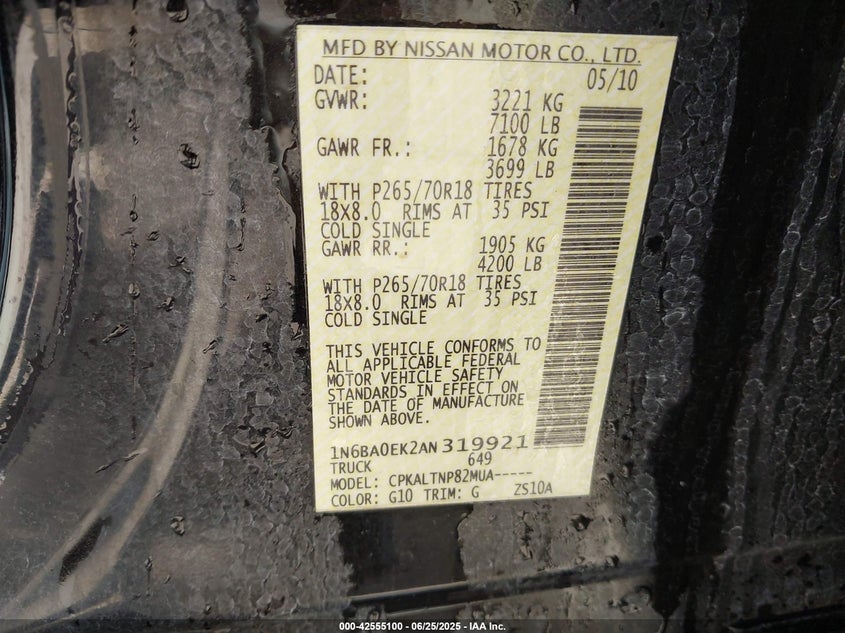 MFD BY NISSAN MOTOR CO., LTD.
DATE: 05/10
GVWR: 3221 KG
7100 LB
GAWR FR.: 1678 KG
3699 LB
WITH P265/70R18 TIRES
18X8.0 RIMS AT 35 PSI
COLD SINGLE
GAWR RR.: 1905 KG
4200 LB
WITH P265/70R18 TIRES
18X8.0 RIMS AT 35 PSI
COLD SINGLE
THIS VEHICLE CONFORMS TO
ALL APPLICABLE FEDERAL
MOTOR VEHICLE SAFETY
STANDARDS IN EFFECT ON
THE DATE OF MANUFACTURE
SHOWN ABOVE.
1N6BA0EK2AN319921
TRUCK 649
MODEL: CPKALTNP82MUA-----
COLOR: G10 TRIM: G ZS10A
000-42555100 - 06/25/2025 - IAA Inc.